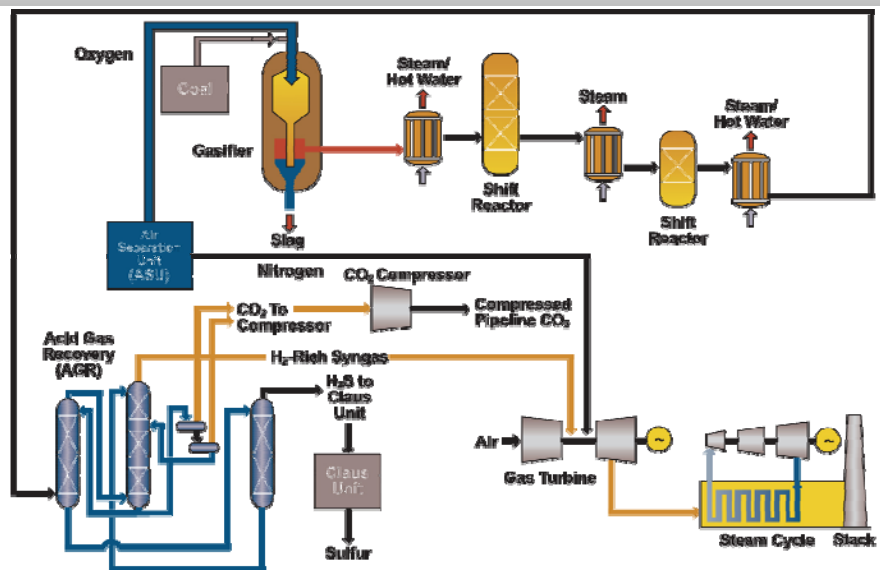 Oxygen
Coal
Steam/
Hot Water
Steam
Steam/
Hot Water
Gasifier
Shift
Reactor
Shift
Reactor
Slag
Air
Separation
Unit
(ASU)
Nitrogen
CO₂ Compressor
CO₂ To
Compressor
Compressed
Pipeline CO₂
Acid Gas
Recovery
(AGR)
H₂-Rich Syngas
H₂S to
Claus
Unit
Air
~
~
Gas Turbine
Claus
Unit
Sulfur
Steam Cycle
Stack